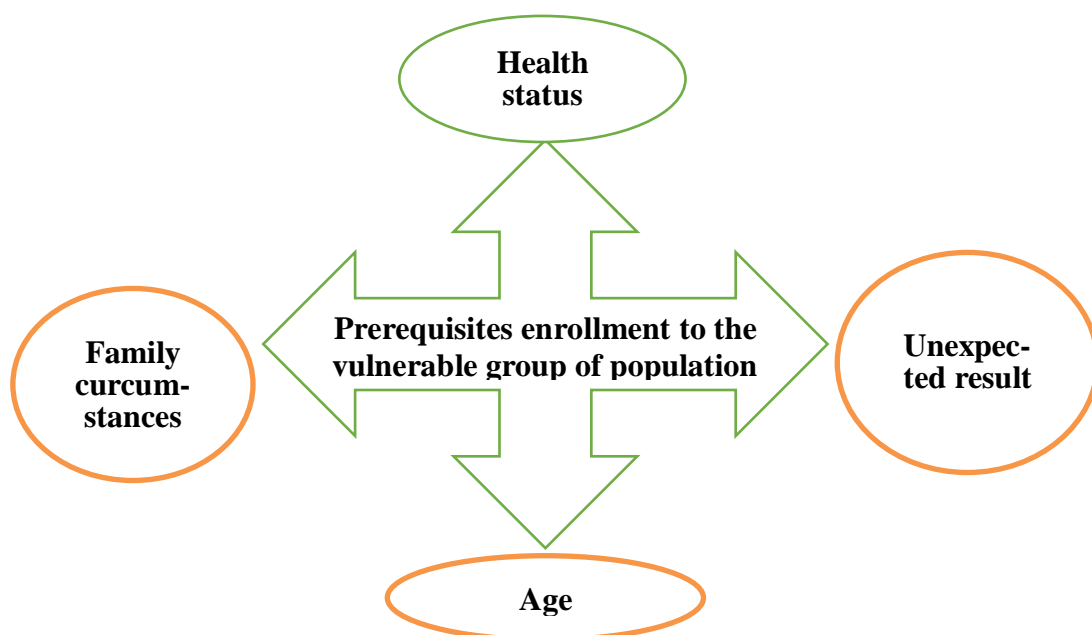 Health
status
Prerequisites enrollment to the
vulnerable group of population
Family
curcum-
stances
Unexpec-
ted result
Age